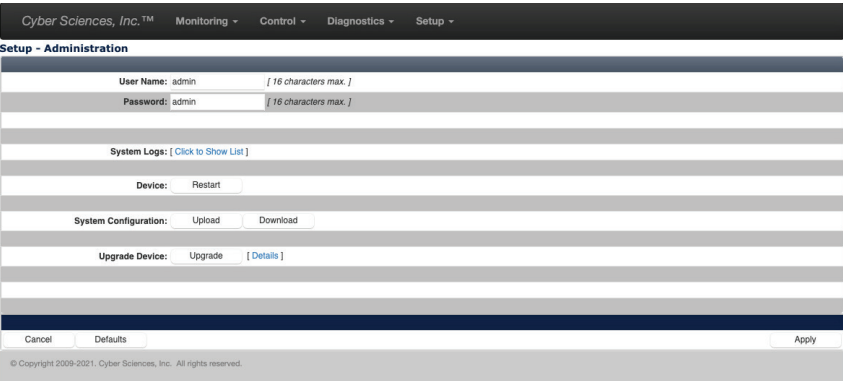 Cyber Sciences, Inc.™ Monitoring Control Diagnostics Setup
Setup - Administration
User Name: admin [ 16 characters max. ]
Password: admin [ 16 characters max. ]
System Logs: [ Click to Show List ]
Device: Restart
System Configuration: Upload Download
Upgrade Device: Upgrade [ Details ]
Cancel Defaults Apply
© Copyright 2009-2021. Cyber Sciences, Inc. All rights reserved.